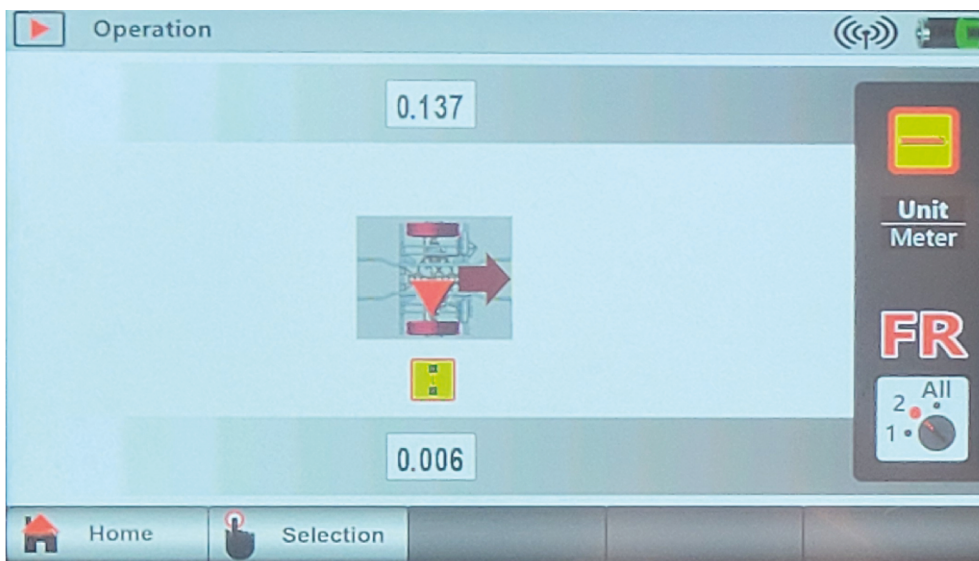 Operation
0.137
Unit
Meter
FR
All
2
1
0.006
Home
Selection